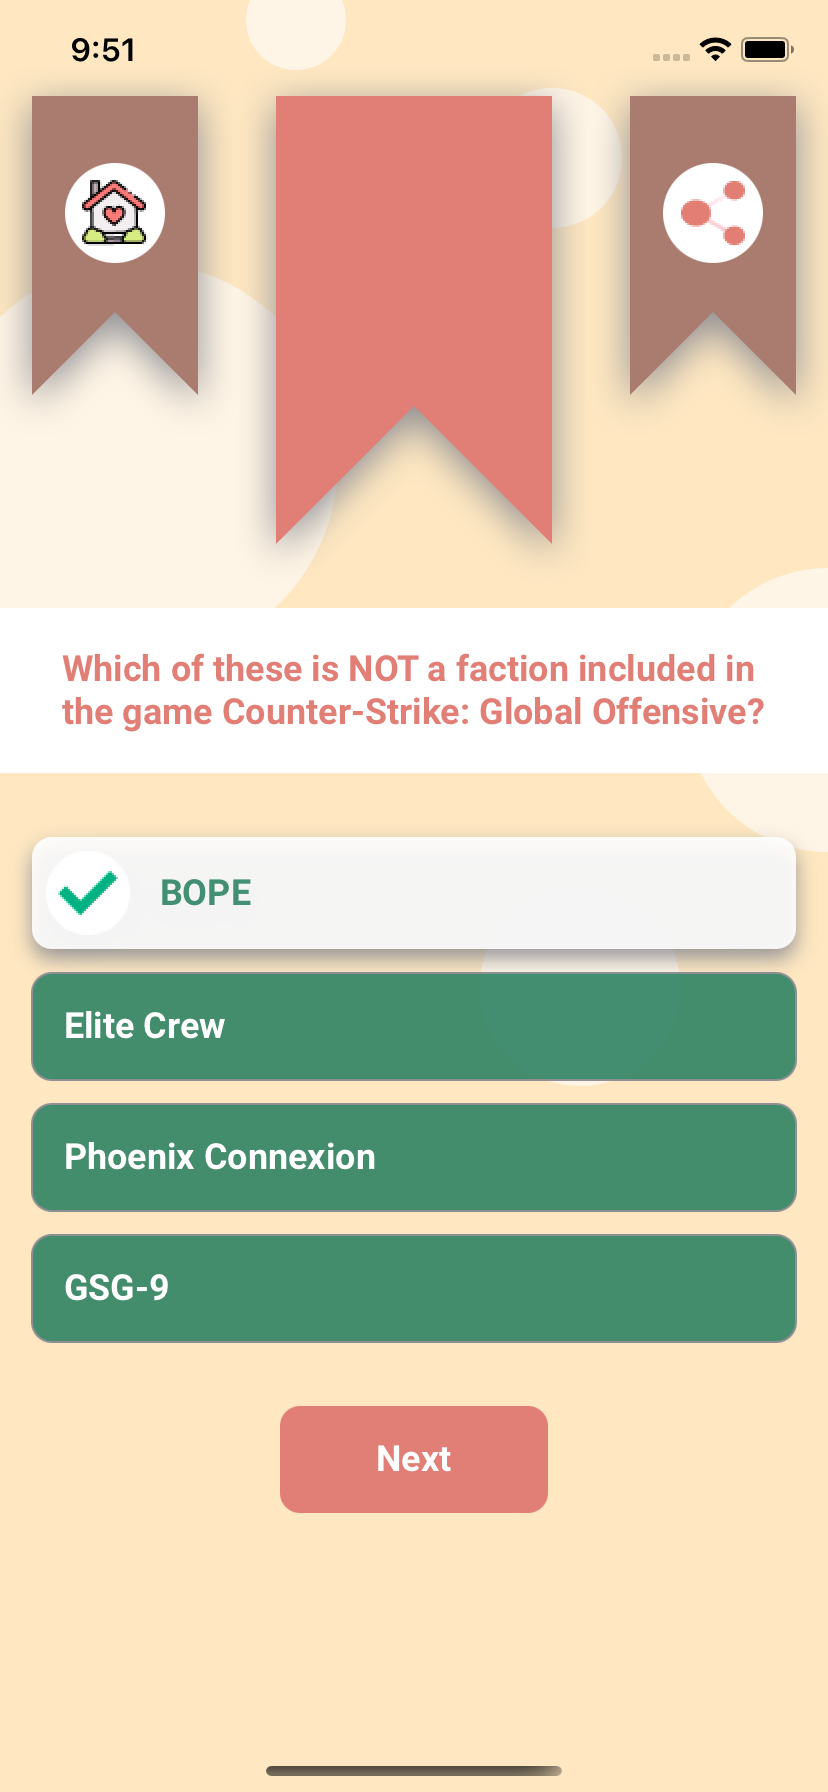 9:51
Which of these is NOT a faction included in
the game Counter-Strike: Global Offensive?
BOPE
Elite Crew
Phoenix Connexion
GSG-9
Next